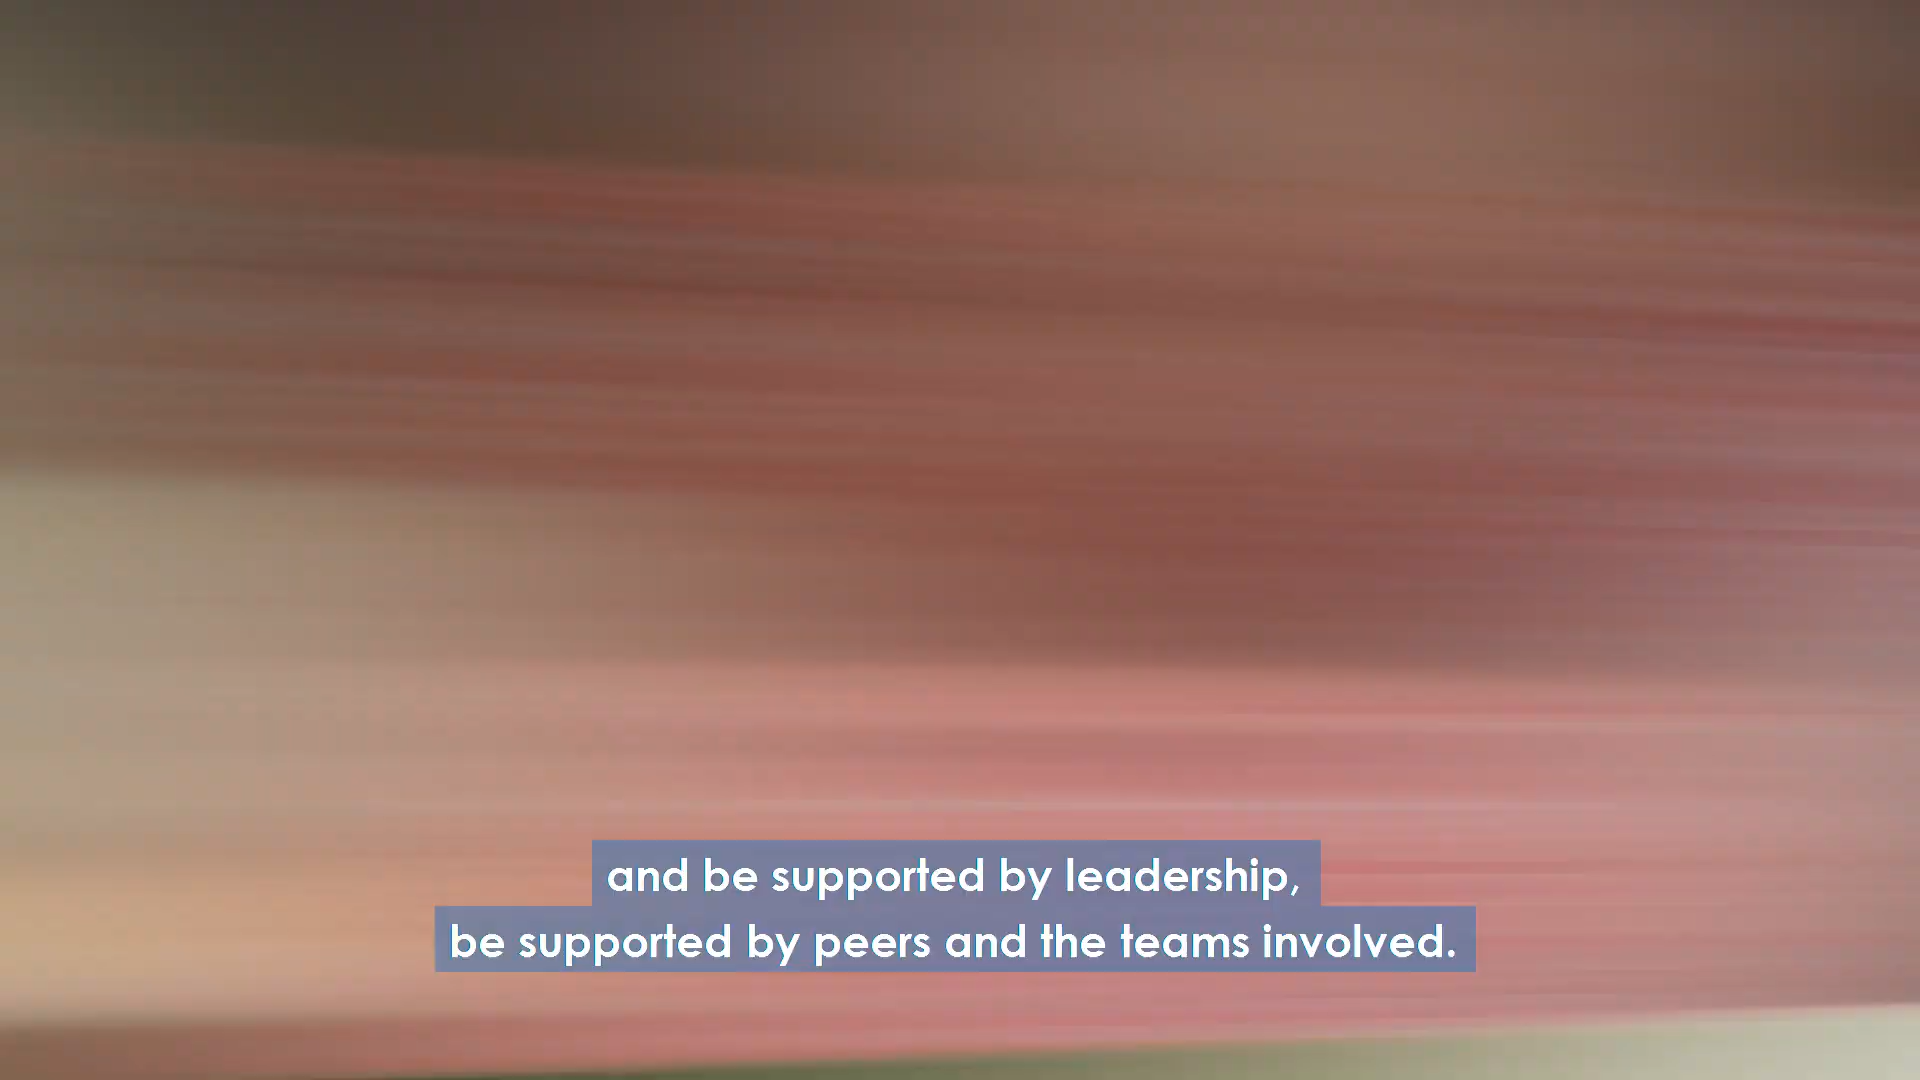 and be supported by leadership,
be supported by peers and the teams involved.